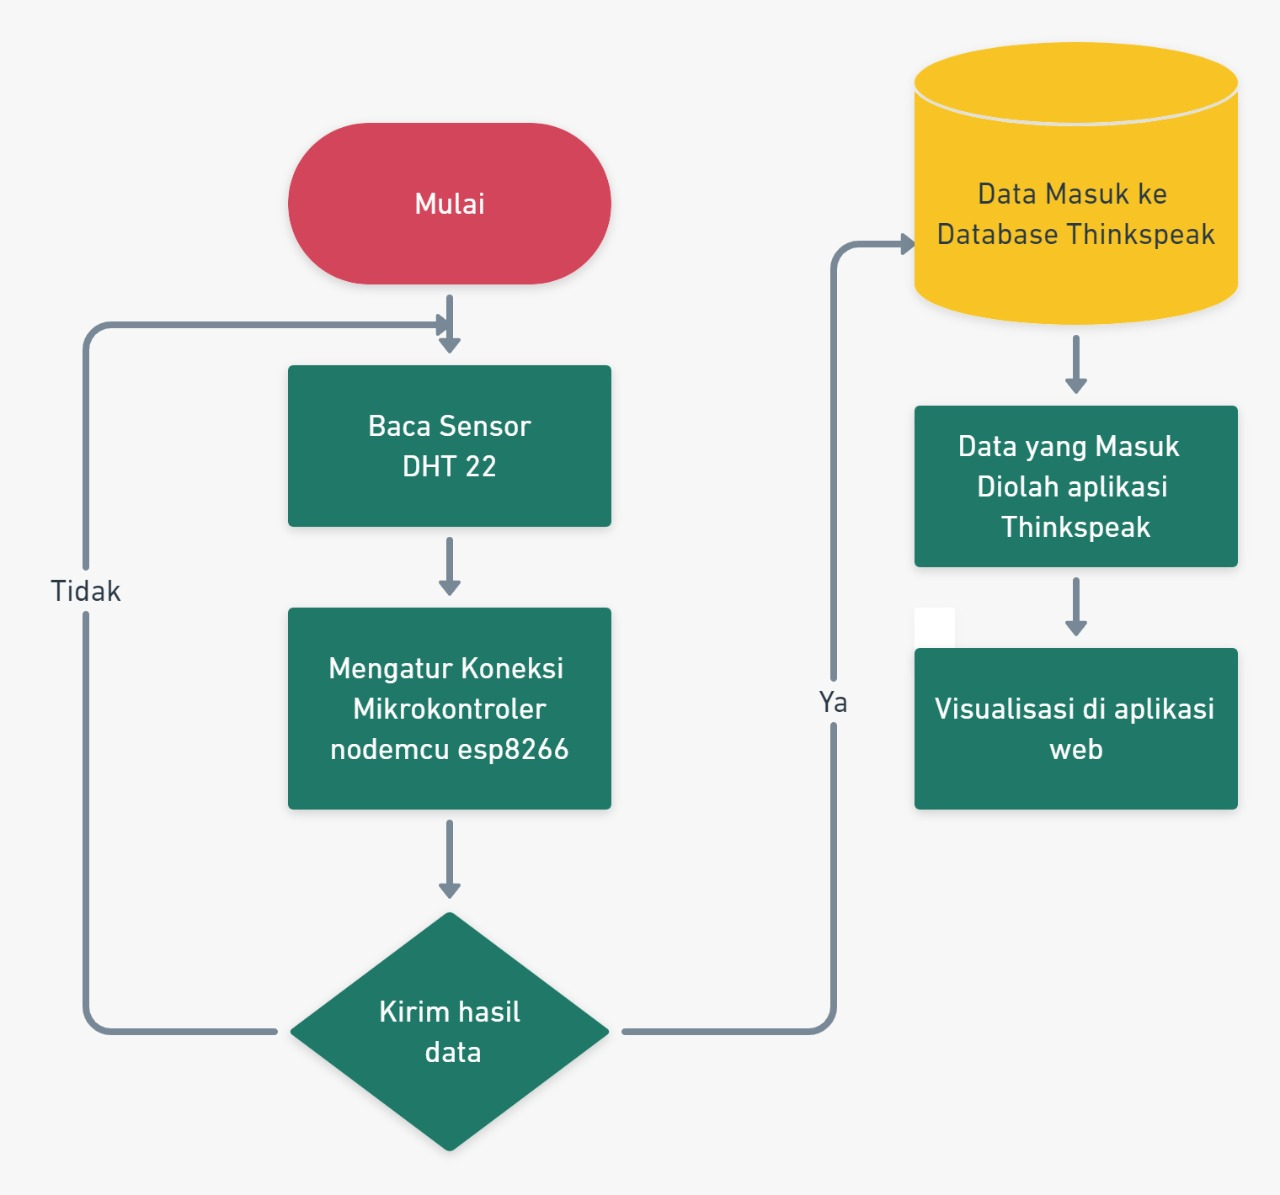 Mulai
Baca Sensor
DHT 22
Mengatur Koneksi
Mikrokontroler
nodemcu esp8266
Kirim hasil
data
Tidak
Ya
Data Masuk ke
Database Thinkspeak
Data yang Masuk
Diolah aplikasi
Thinkspeak
Visualisasi di aplikasi
web